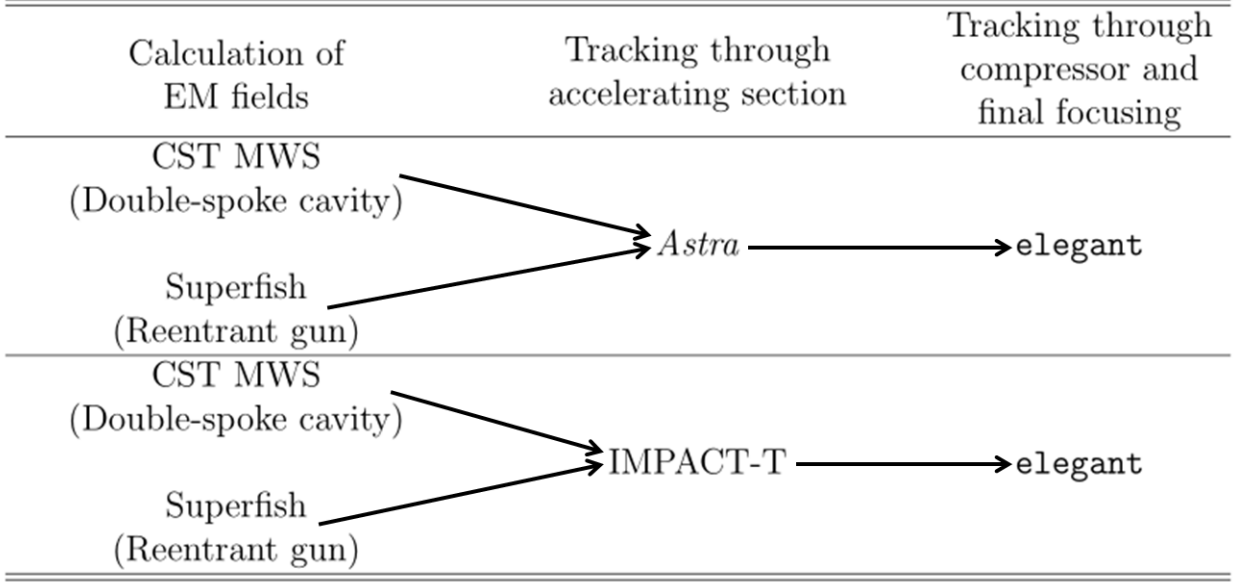 Calculation of
EM fields
Tracking through
accelerating section
Tracking through
compressor and
final focusing
CST MWS
(Double-spoke cavity)
Astra
elegant
Superfish
(Reentrant gun)
CST MWS
(Double-spoke cavity)
IMPACT-T
elegant
Superfish
(Reentrant gun)